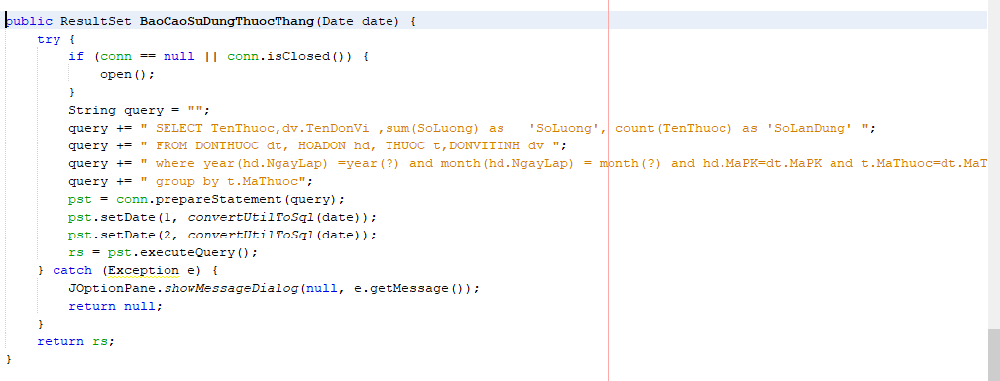 public ResultSet BaoCaoSuDungThuocThang(Date date) {
    try {
        if (conn == null || conn.isClosed()) {
            open();
        }
        String query = "";
        query += " SELECT TenThuoc,dv.TenDonVi ,sum(SoLuong) as   'SoLuong', count(TenThuoc) as 'SoLanDung' ";
        query += " FROM DONTHUOC dt, HOADON hd, THUOC t,DONVITINH dv ";
        query += " where year(hd.NgayLap) =year(?) and month(hd.NgayLap) = month(?) and hd.MaPK=dt.MaPK and t.MaThuoc=dt.MaT
        query += " group by t.MaThuoc";
        pst = conn.prepareStatement(query);
        pst.setDate(1, convertUtilToSql(date));
        pst.setDate(2, convertUtilToSql(date));
        rs = pst.executeQuery();
    } catch (Exception e) {
        JOptionPane.showMessageDialog(null, e.getMessage());
        return null;
    }
    return rs;
}